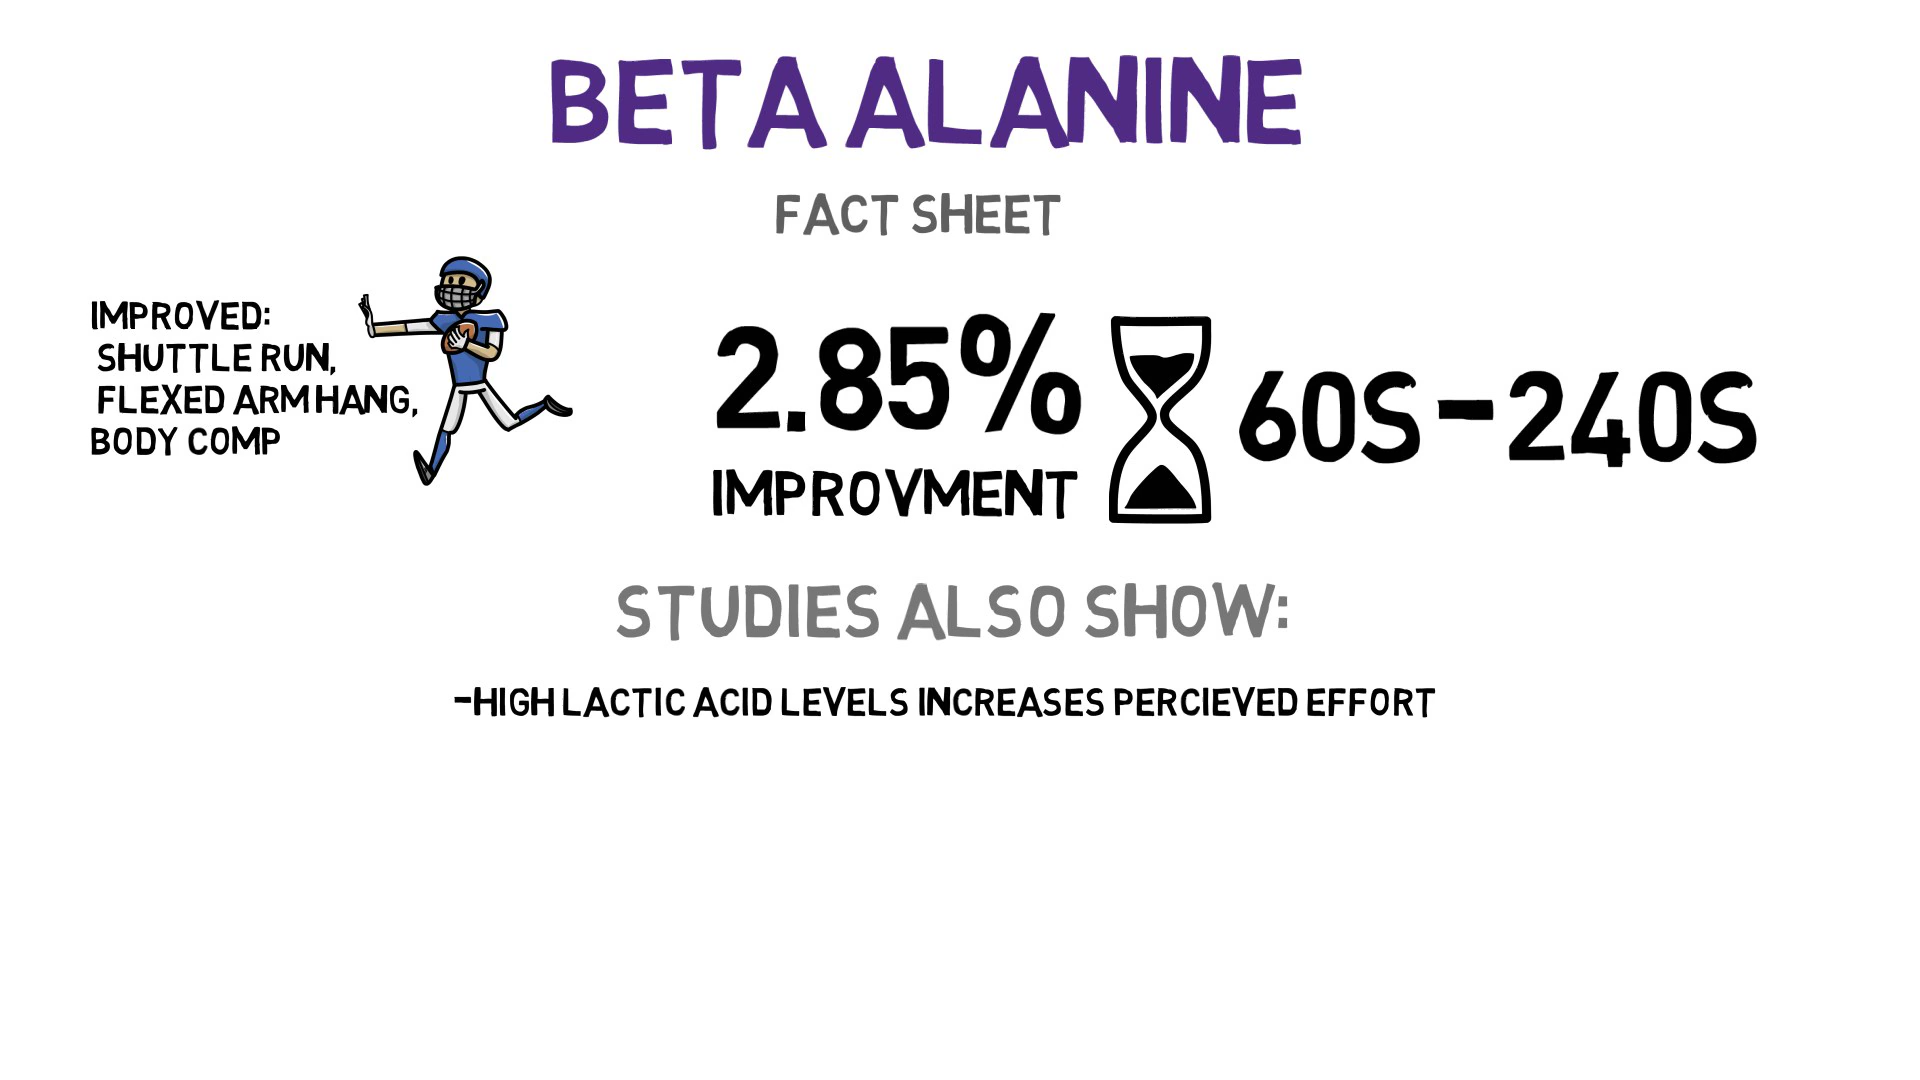 BETA ALANINE
FACT SHEET
IMPROVED:
SHUTTLE RUN,
FLEXED ARM HANG,
BODY COMP
2.85%
IMPROVMENT
60S-240S
STUDIES ALSO SHOW:
-HIGH LACTIC ACID LEVELS INCREASES PERCIEVED EFFORT